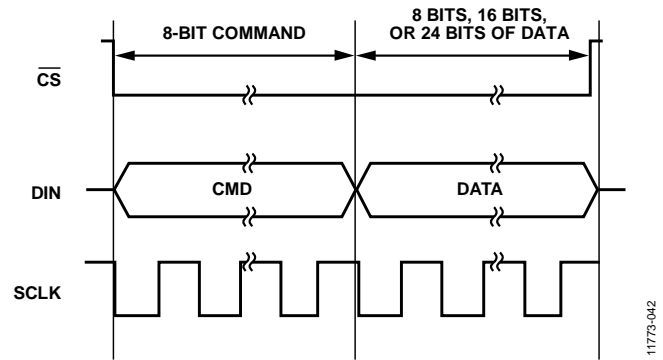 8-BIT COMMAND
8 BITS, 16 BITS,
OR 24 BITS OF DATA
CS
DIN
CMD
DATA
SCLK
11773-042